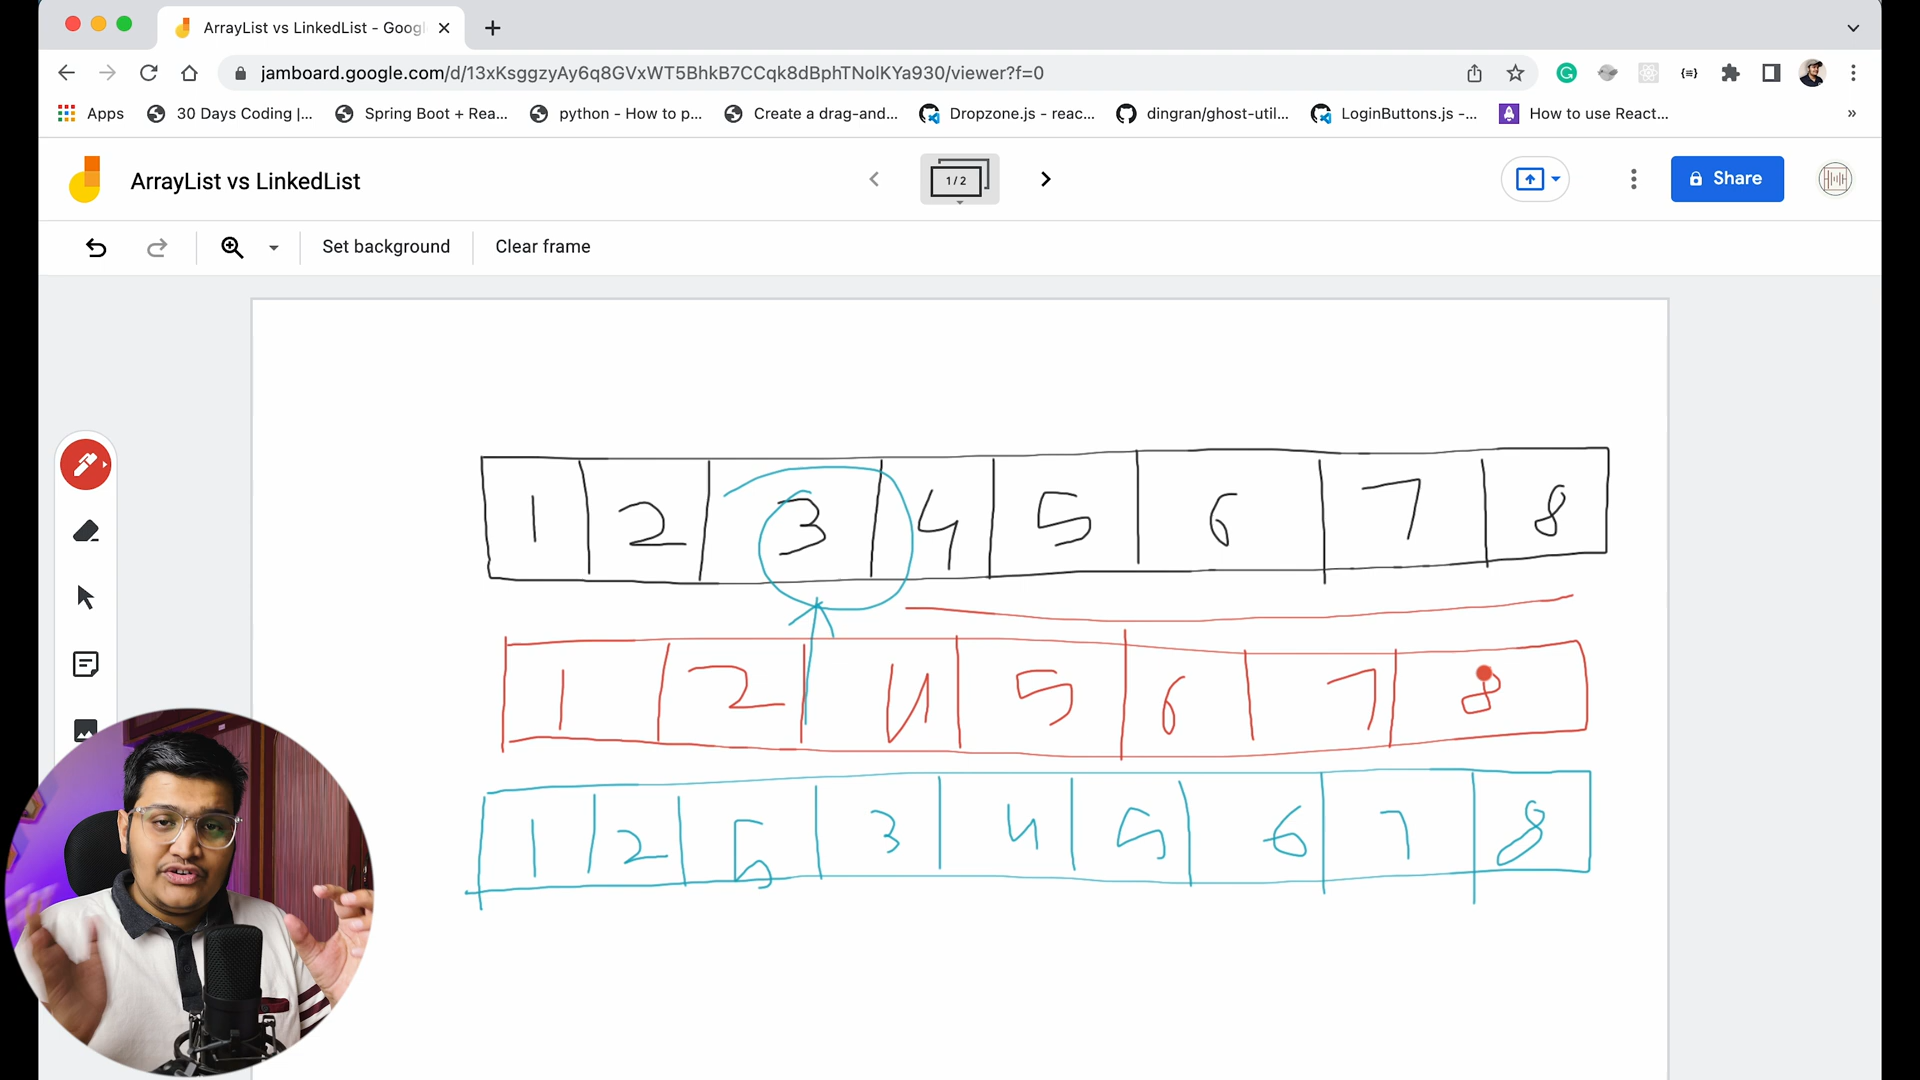 ArrayList vs LinkedList - Goog
jamboard.google.com/d/13xKsggzyAy6q8GVxWT5BhkB7CCqk8dBphTNolKYa930/viewer?f=0
Apps 30 Days Coding |... Spring Boot + Rea... python - How to p... Create a drag-and... Dropzone.js - reac... dingran/ghost-util... LoginButtons.js -... How to use React... »
ArrayList vs LinkedList
1 / 2
Share
Set background Clear frame
1 2 3 4 5 6 7 8
1 2 4 5 6 7 8
1 2 5 3 4 5 6 7 8